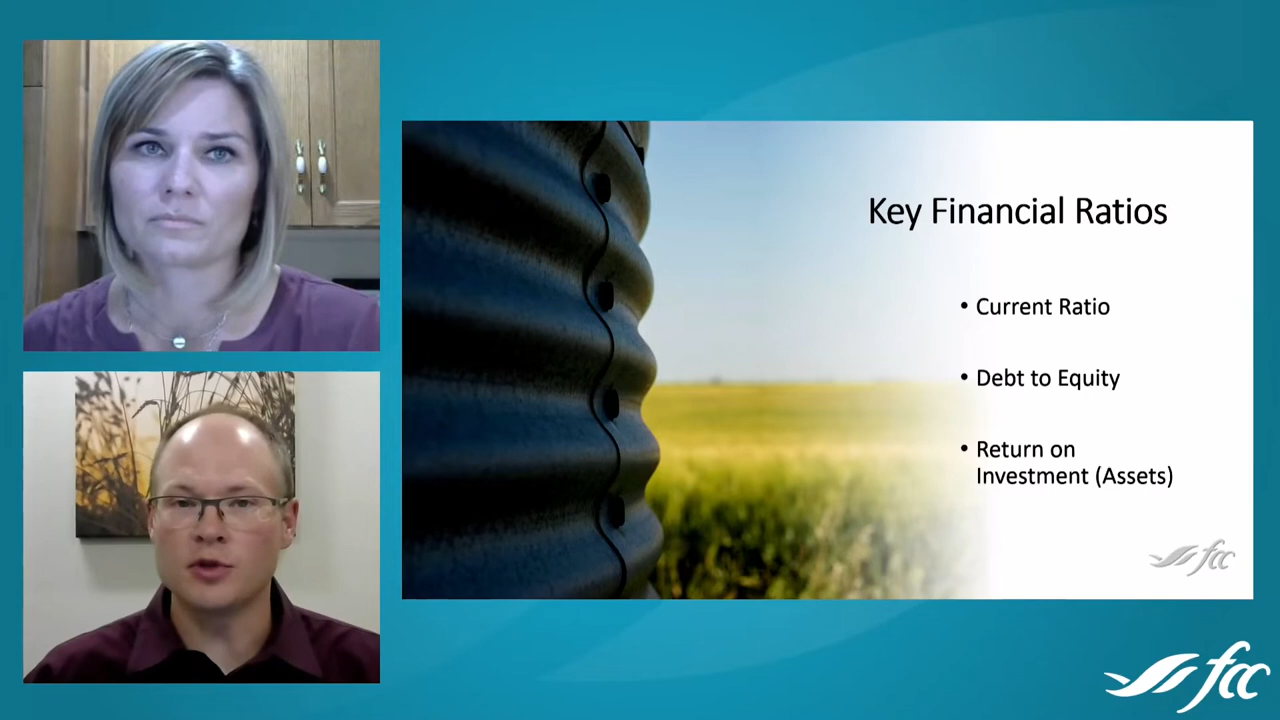 Key Financial Ratios
• Current Ratio
• Debt to Equity
• Return on
Investment (Assets)
fcc
fcc